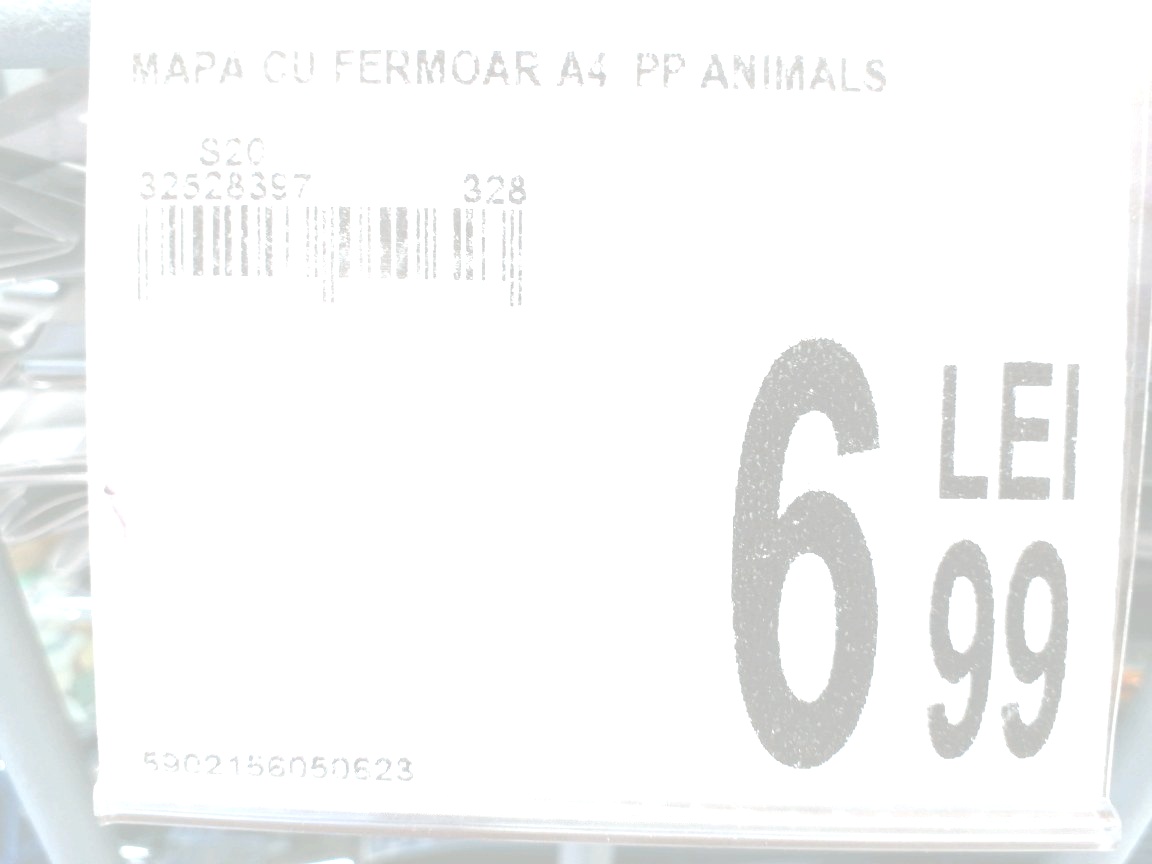 MAPA CU FERMOAR A4 PP ANIMALS
S20
32528397 328
6 LEI
99
5902156050623